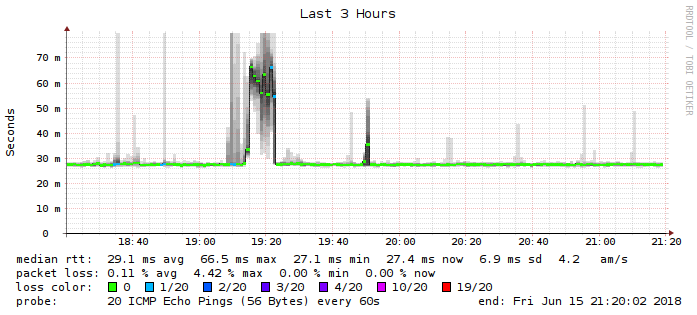 Last 3 Hours
RRDTOOL / TOBI OETIKER
Seconds
70 m
60 m
50 m
40 m
30 m
20 m
10 m
0
18:40 19:00 19:20 19:40 20:00 20:20 20:40 21:00 21:20
median rtt: 29.1 ms avg 66.5 ms max 27.1 ms min 27.4 ms now 6.9 ms sd 4.2 am/s
packet loss: 0.11 % avg 4.42 % max 0.00 % min 0.00 % now
loss color: 0 1/20 2/20 3/20 4/20 10/20 19/20
probe: 20 ICMP Echo Pings (56 Bytes) every 60s end: Fri Jun 15 21:20:02 2018